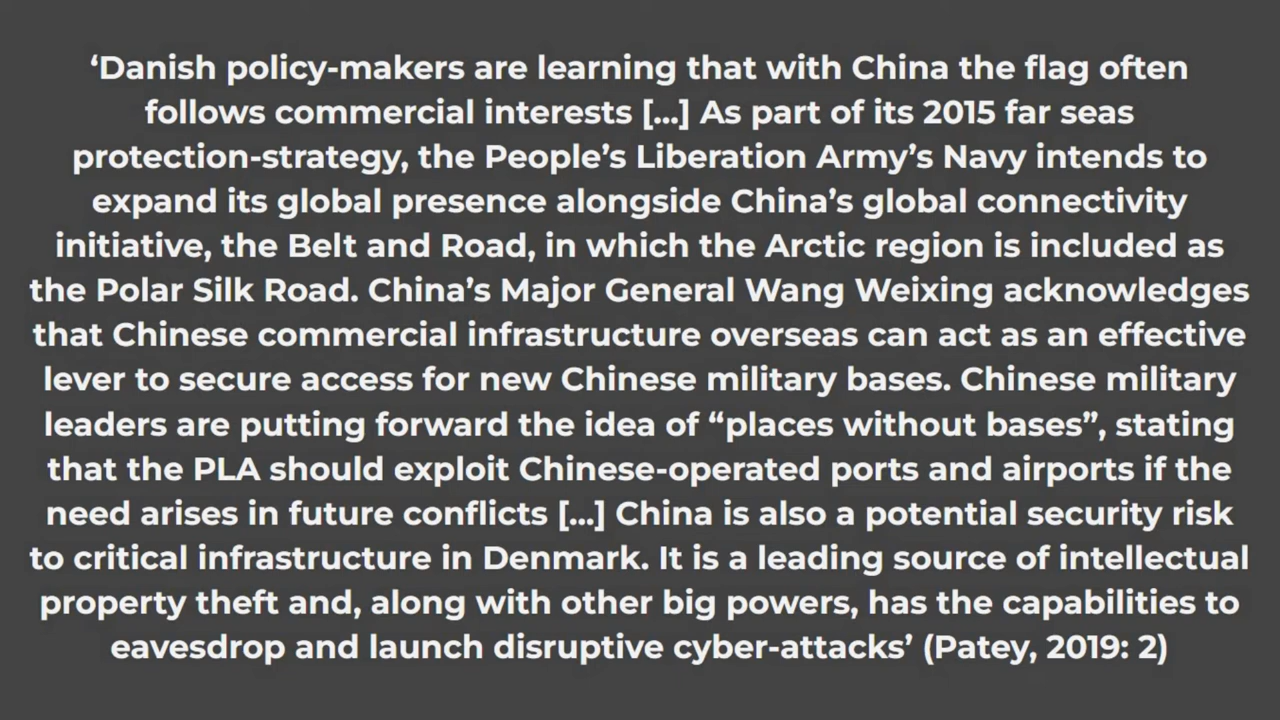 ‘Danish policy-makers are learning that with China the flag often
follows commercial interests [...] As part of its 2015 far seas
protection-strategy, the People’s Liberation Army’s Navy intends to
expand its global presence alongside China’s global connectivity
initiative, the Belt and Road, in which the Arctic region is included as
the Polar Silk Road. China’s Major General Wang Weixing acknowledges
that Chinese commercial infrastructure overseas can act as an effective
lever to secure access for new Chinese military bases. Chinese military
leaders are putting forward the idea of “places without bases”, stating
that the PLA should exploit Chinese-operated ports and airports if the
need arises in future conflicts [...] China is also a potential security risk
to critical infrastructure in Denmark. It is a leading source of intellectual
property theft and, along with other big powers, has the capabilities to
eavesdrop and launch disruptive cyber-attacks’ (Patey, 2019: 2)